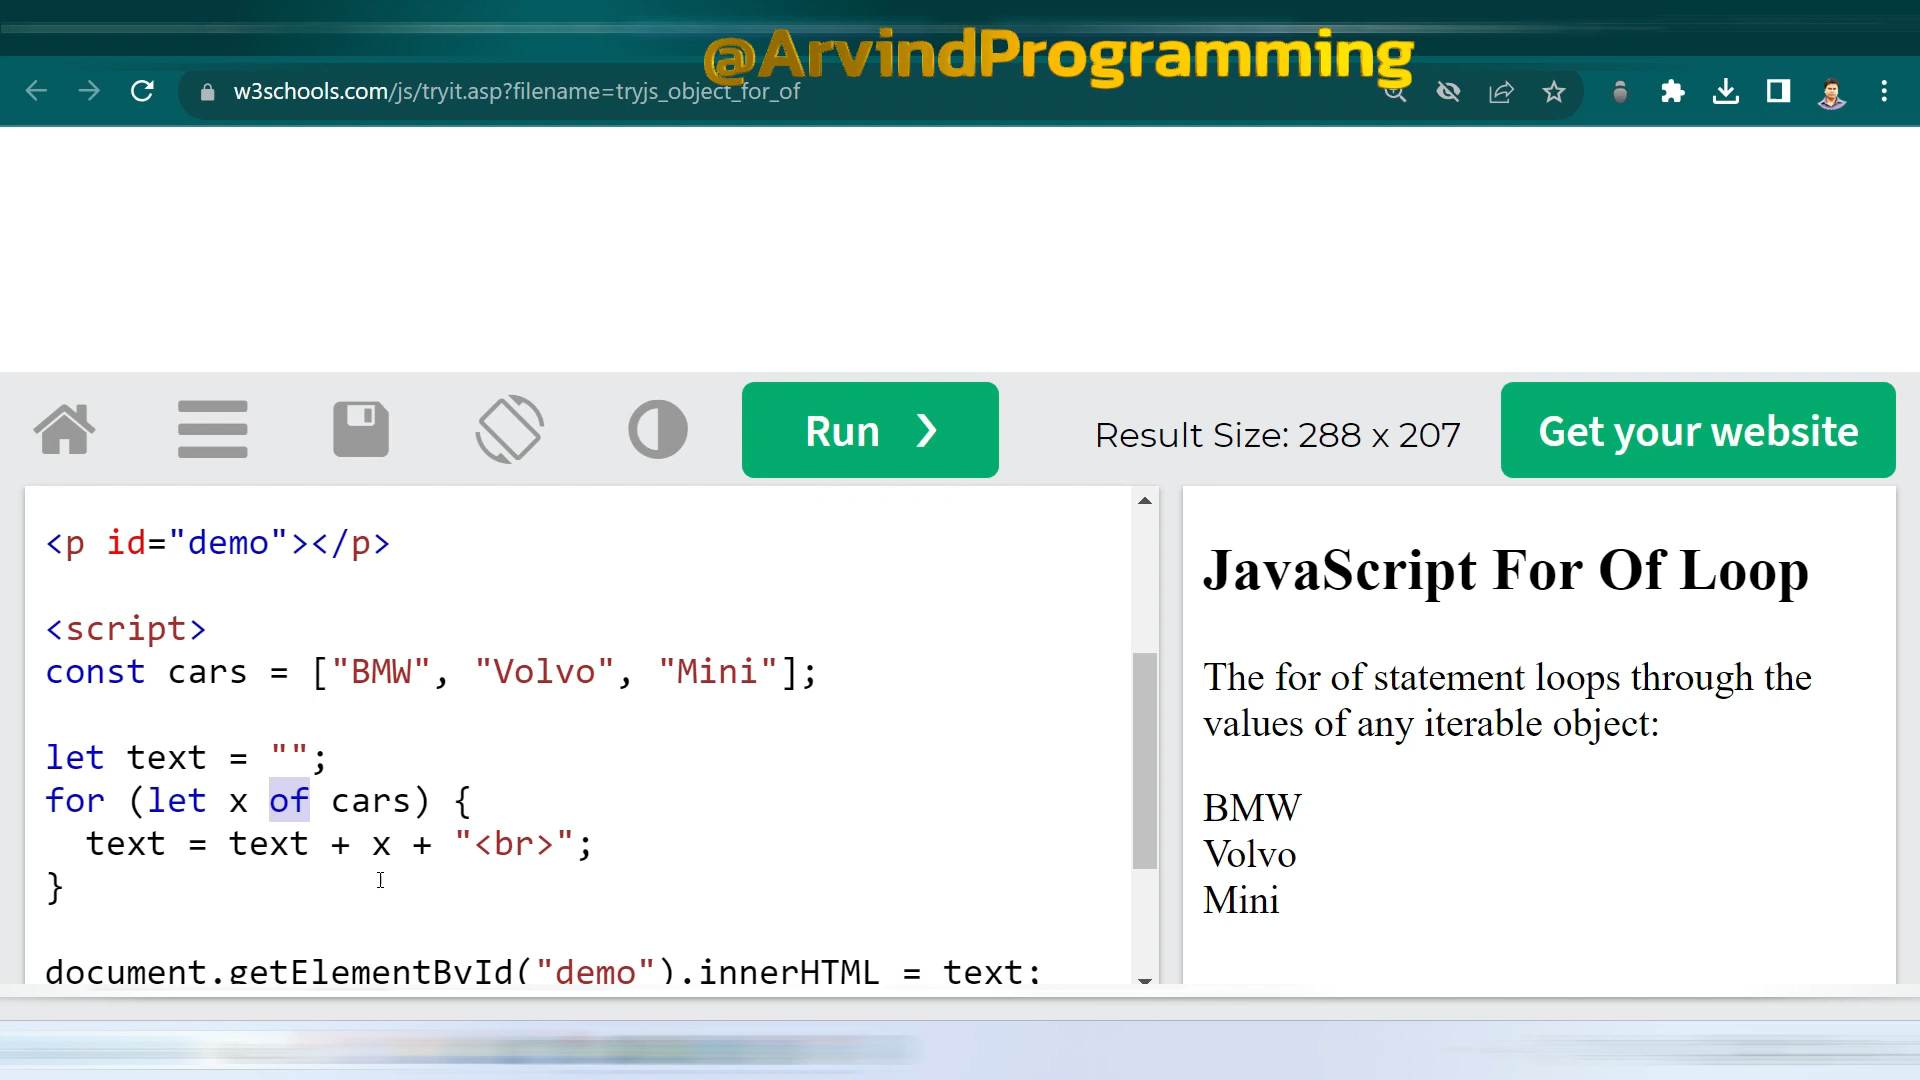 @ArvindProgramming
w3schools.com/js/tryit.asp?filename=tryjs_object_for_of
Run ❯
Result Size: 288 x 207
Get your website
<p id="demo"></p>
<script>
const cars = ["BMW", "Volvo", "Mini"];
let text = "";
for (let x of cars) {
  text = text + x + "<br>";
}
document.getElementById("demo").innerHTML = text;
JavaScript For Of Loop
The for of statement loops through the
values of any iterable object:
BMW
Volvo
Mini